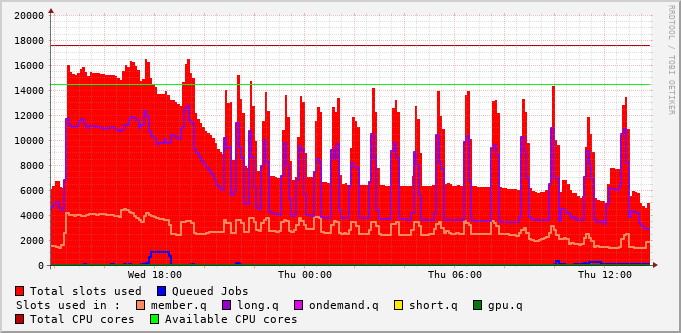 20000
18000
16000
14000
12000
10000
8000
6000
4000
2000
0
Wed 18:00 Thu 00:00 Thu 06:00 Thu 12:00
RRDTOOL / TOBI OETIKER
Total slots used Queued Jobs
Slots used in : member.q long.q ondemand.q short.q gpu.q
Total CPU cores Available CPU cores